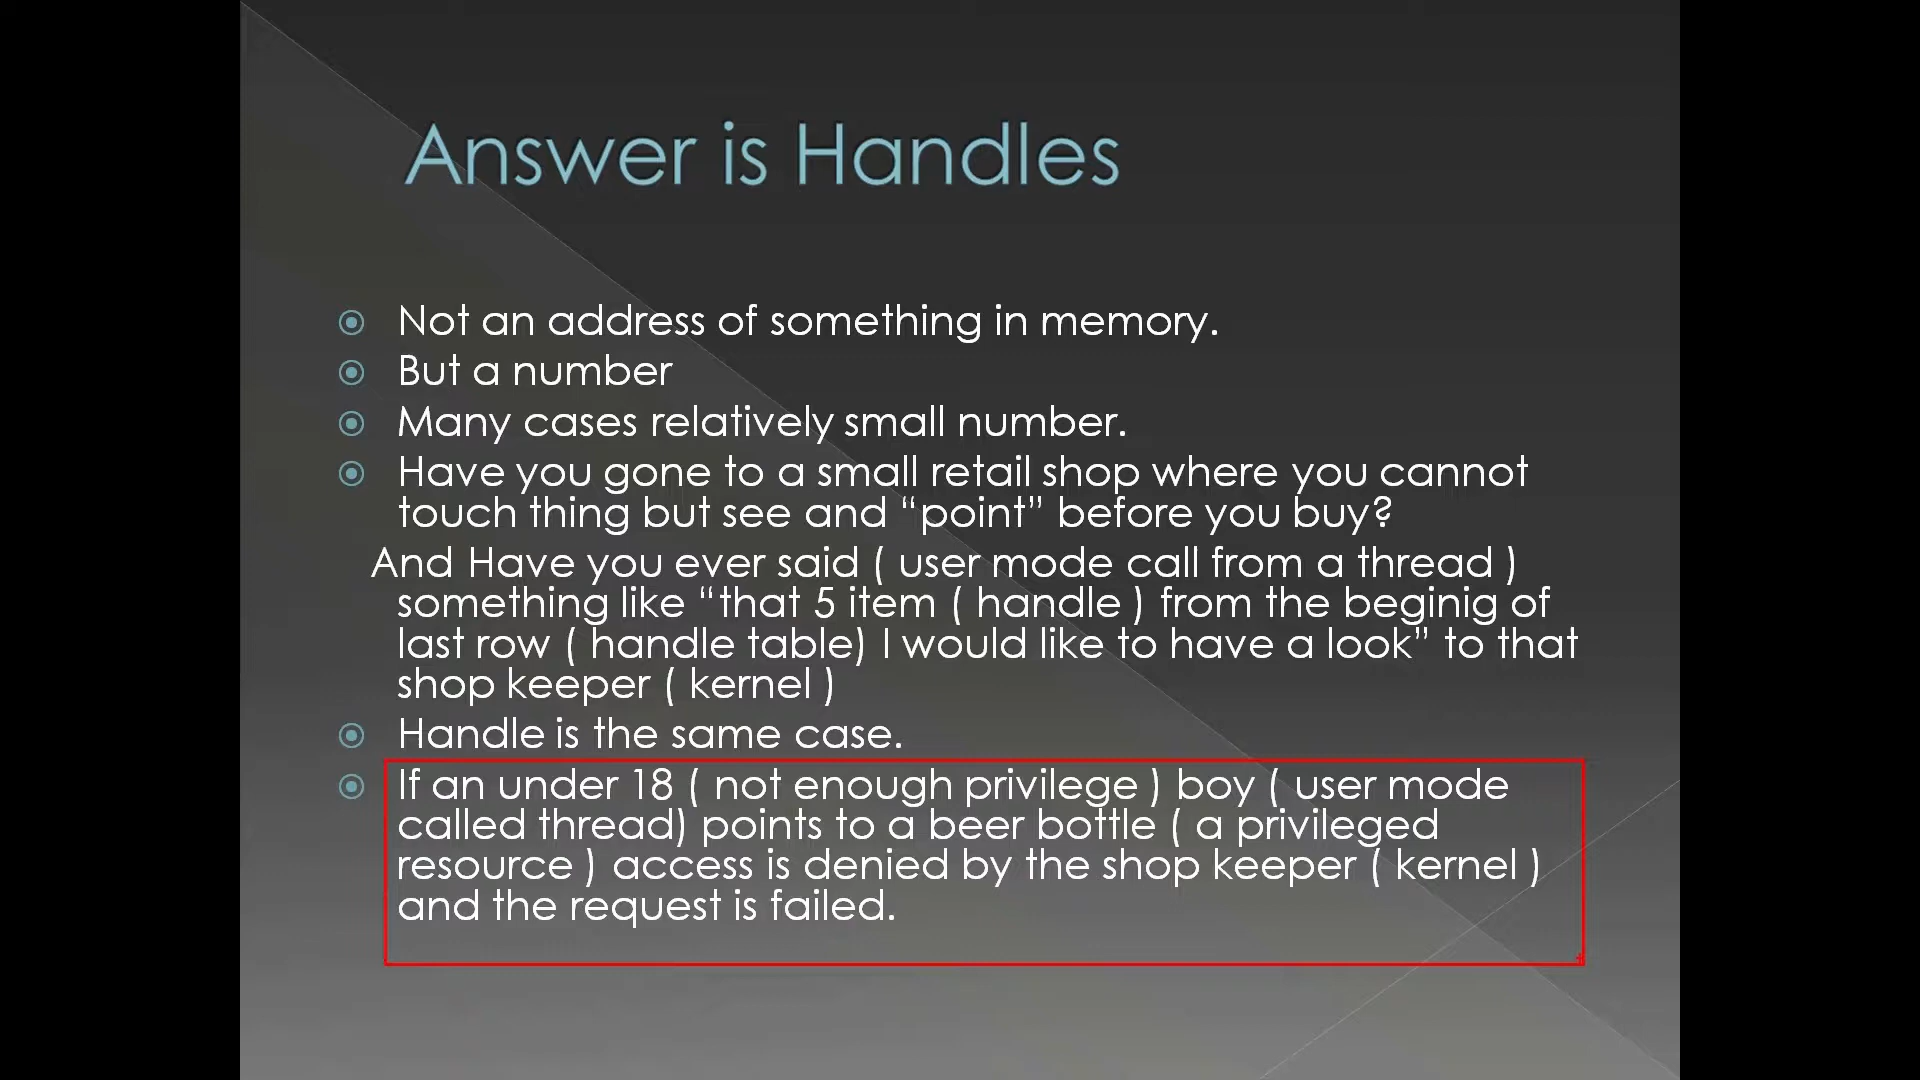 Answer is Handles
Not an address of something in memory.
But a number
Many cases relatively small number.
Have you gone to a small retail shop where you cannot
touch thing but see and “point” before you buy?
And Have you ever said ( user mode call from a thread )
something like “that 5 item ( handle ) from the beginig of
last row ( handle table) I would like to have a look” to that
shop keeper ( kernel )
Handle is the same case.
If an under 18 ( not enough privilege ) boy ( user mode
called thread) points to a beer bottle ( a privileged
resource ) access is denied by the shop keeper ( kernel )
and the request is failed.